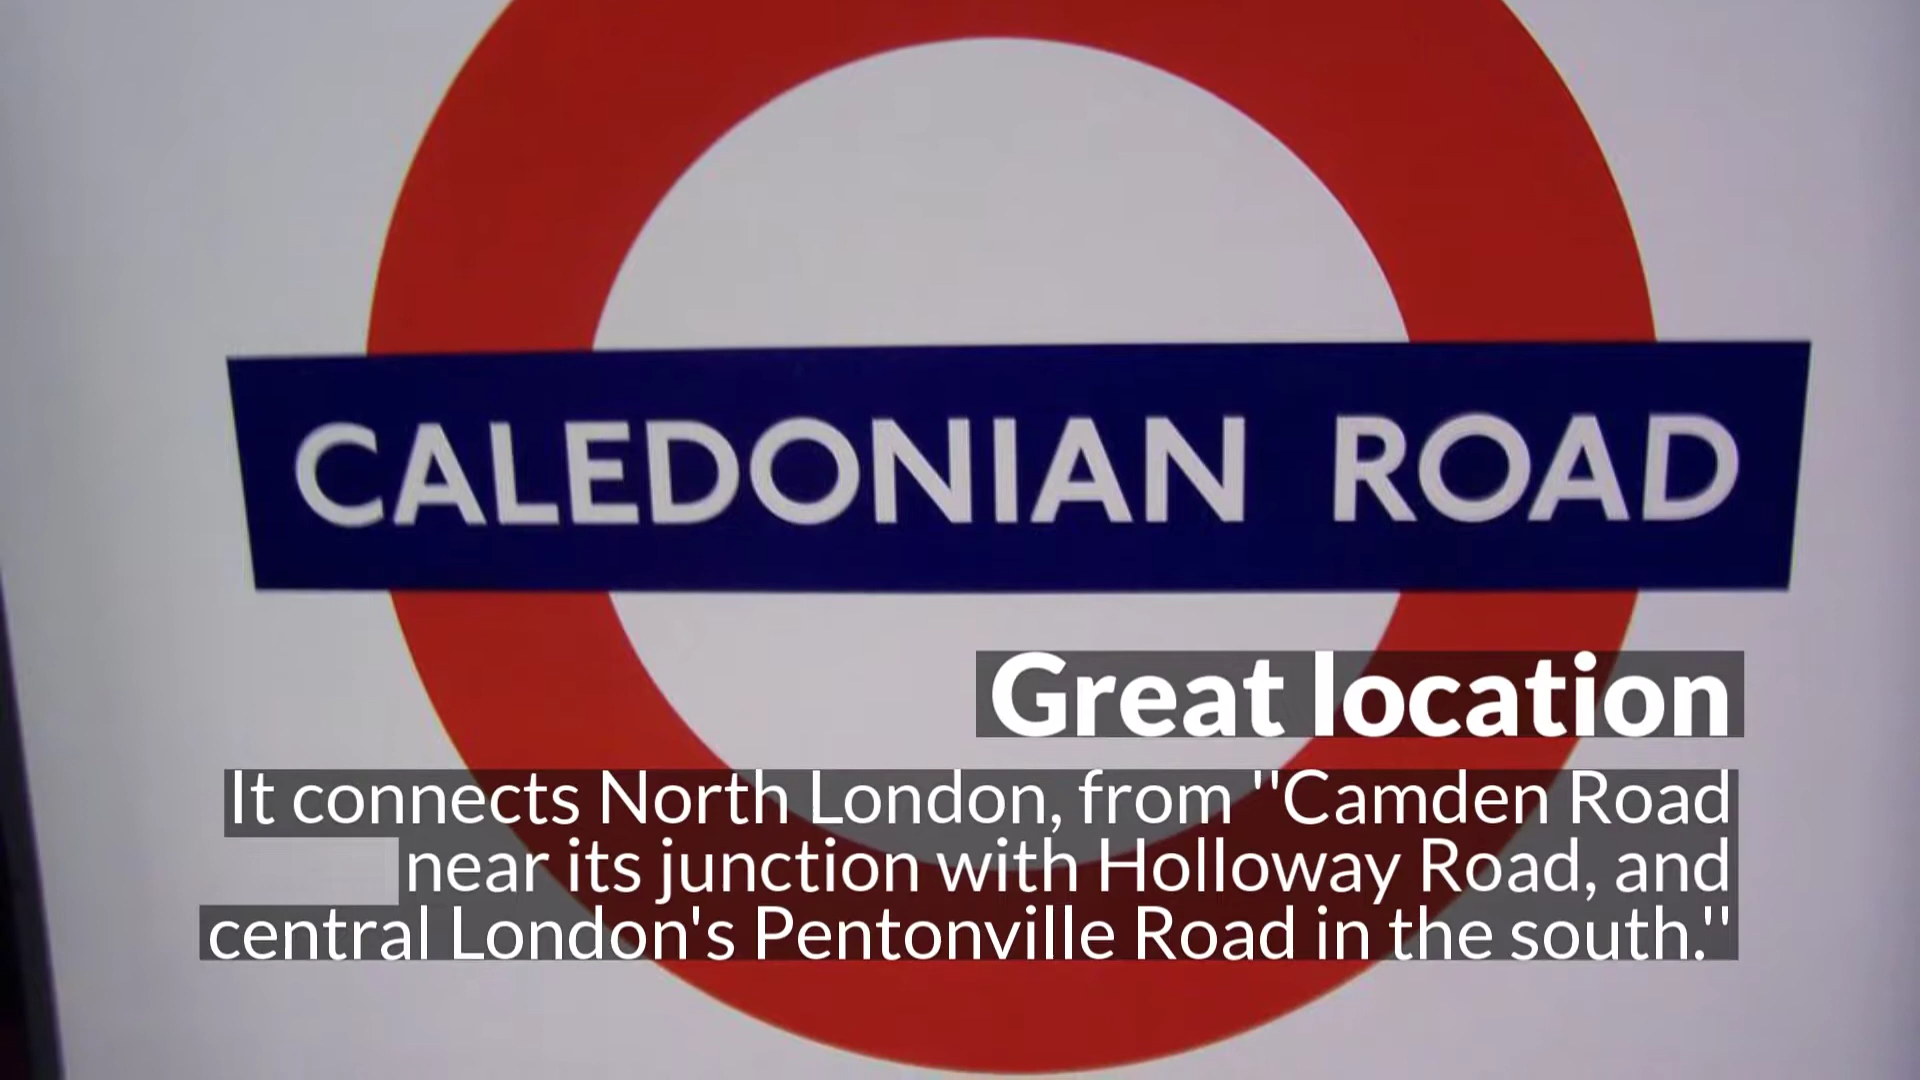 CALEDONIAN ROAD
Great location
It connects North London, from "Camden Road
near its junction with Holloway Road, and
central London's Pentonville Road in the south."